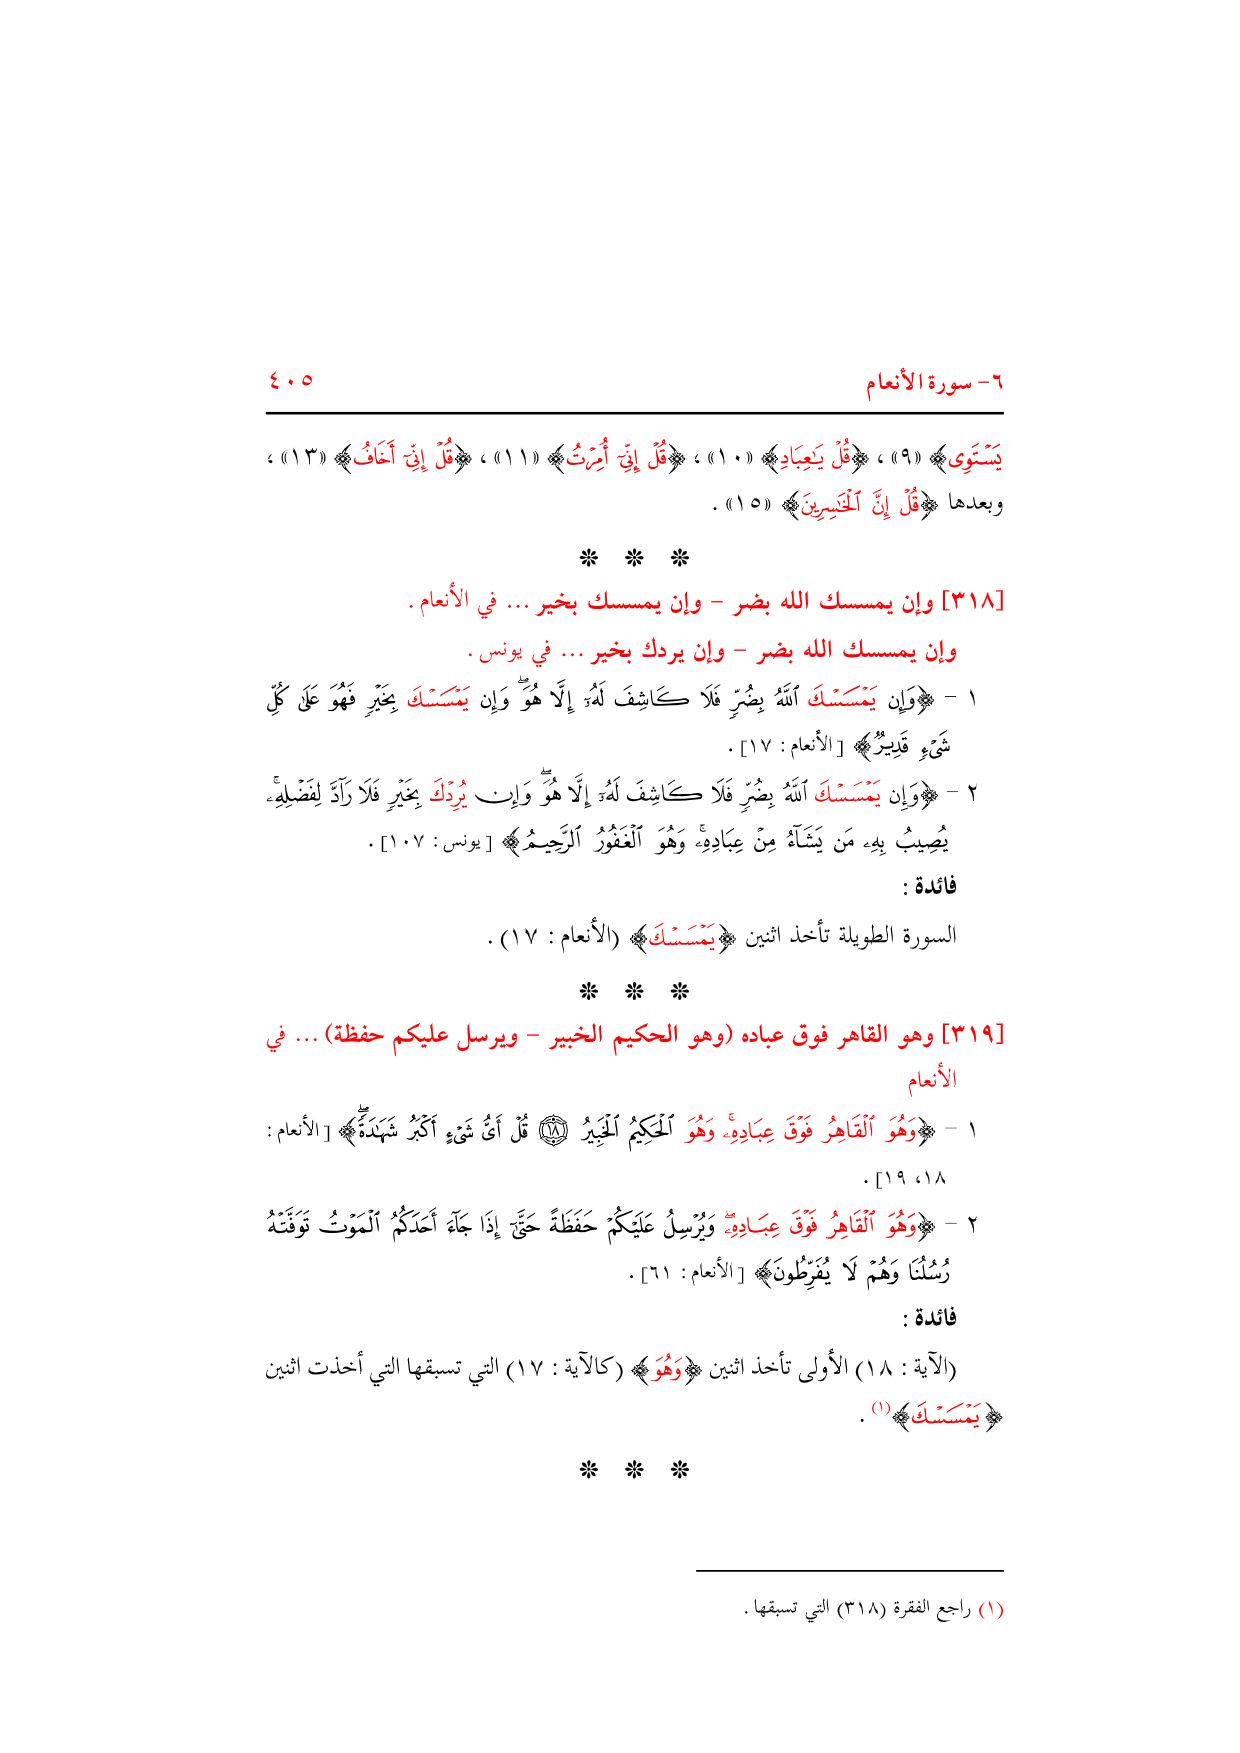 ٦- سورة الأنعام ٤٠٥
يَسْتَوِي﴾ «٩»، ﴿قُلْ يَٰعِبَادِ﴾ «١٠»، ﴿قُلْ إِنِّيٓ أُمِرْتُ﴾ «١١»، ﴿قُلْ إِنِّيٓ أَخَافُ﴾ «١٣»،
وبعدها ﴿قُلْ إِنَّ ٱلْخَٰسِرِينَ﴾ «١٥».
* * *
[٣١٨] وإن يمسسك الله بضر – وإن يمسسك بخير ... في الأنعام.
وإن يمسسك الله بضر – وإن يردك بخير ... في يونس.
١ – ﴿وَإِن يَمْسَسْكَ ٱللَّهُ بِضُرٍّ فَلَا كَاشِفَ لَهُۥٓ إِلَّا هُوَۖ وَإِن يَمْسَسْكَ بِخَيْرٍ فَهُوَ عَلَىٰ كُلِّ
شَيْءٍ قَدِيرٌ﴾ [الأنعام: ١٧].
٢ – ﴿وَإِن يَمْسَسْكَ ٱللَّهُ بِضُرٍّ فَلَا كَاشِفَ لَهُۥٓ إِلَّا هُوَۖ وَإِن يُرِدْكَ بِخَيْرٍ فَلَا رَآدَّ لِفَضْلِهِۦۚ
يُصِيبُ بِهِۦ مَن يَشَآءُ مِنْ عِبَادِهِۦۚ وَهُوَ ٱلْغَفُورُ ٱلرَّحِيمُ﴾ [يونس: ١٠٧].
فائدة:
السورة الطويلة تأخذ اثنين ﴿يَمْسَسْكَ﴾ (الأنعام: ١٧).
* * *
[٣١٩] وهو القاهر فوق عباده (وهو الحكيم الخبير – ويرسل عليكم حفظة) ... في
الأنعام
١ – ﴿وَهُوَ ٱلْقَاهِرُ فَوْقَ عِبَادِهِۦۚ وَهُوَ ٱلْحَكِيمُ ٱلْخَبِيرُ ١٨ قُلْ أَيُّ شَيْءٍ أَكْبَرُ شَهَٰدَةًۖ﴾ [الأنعام:
١٨، ١٩].
٢ – ﴿وَهُوَ ٱلْقَاهِرُ فَوْقَ عِبَادِهِۦۖ وَيُرْسِلُ عَلَيْكُمْ حَفَظَةً حَتَّىٰٓ إِذَا جَآءَ أَحَدَكُمُ ٱلْمَوْتُ تَوَفَّتْهُ
رُسُلُنَا وَهُمْ لَا يُفَرِّطُونَ﴾ [الأنعام: ٦١].
فائدة:
(الآية: ١٨) الأولى تأخذ اثنين ﴿وَهُوَ﴾ (كالآية: ١٧) التي تسبقها التي أخذت اثنين
﴿يَمْسَسْكَ﴾(١).
* * *
(١) راجع الفقرة (٣١٨) التي تسبقها.